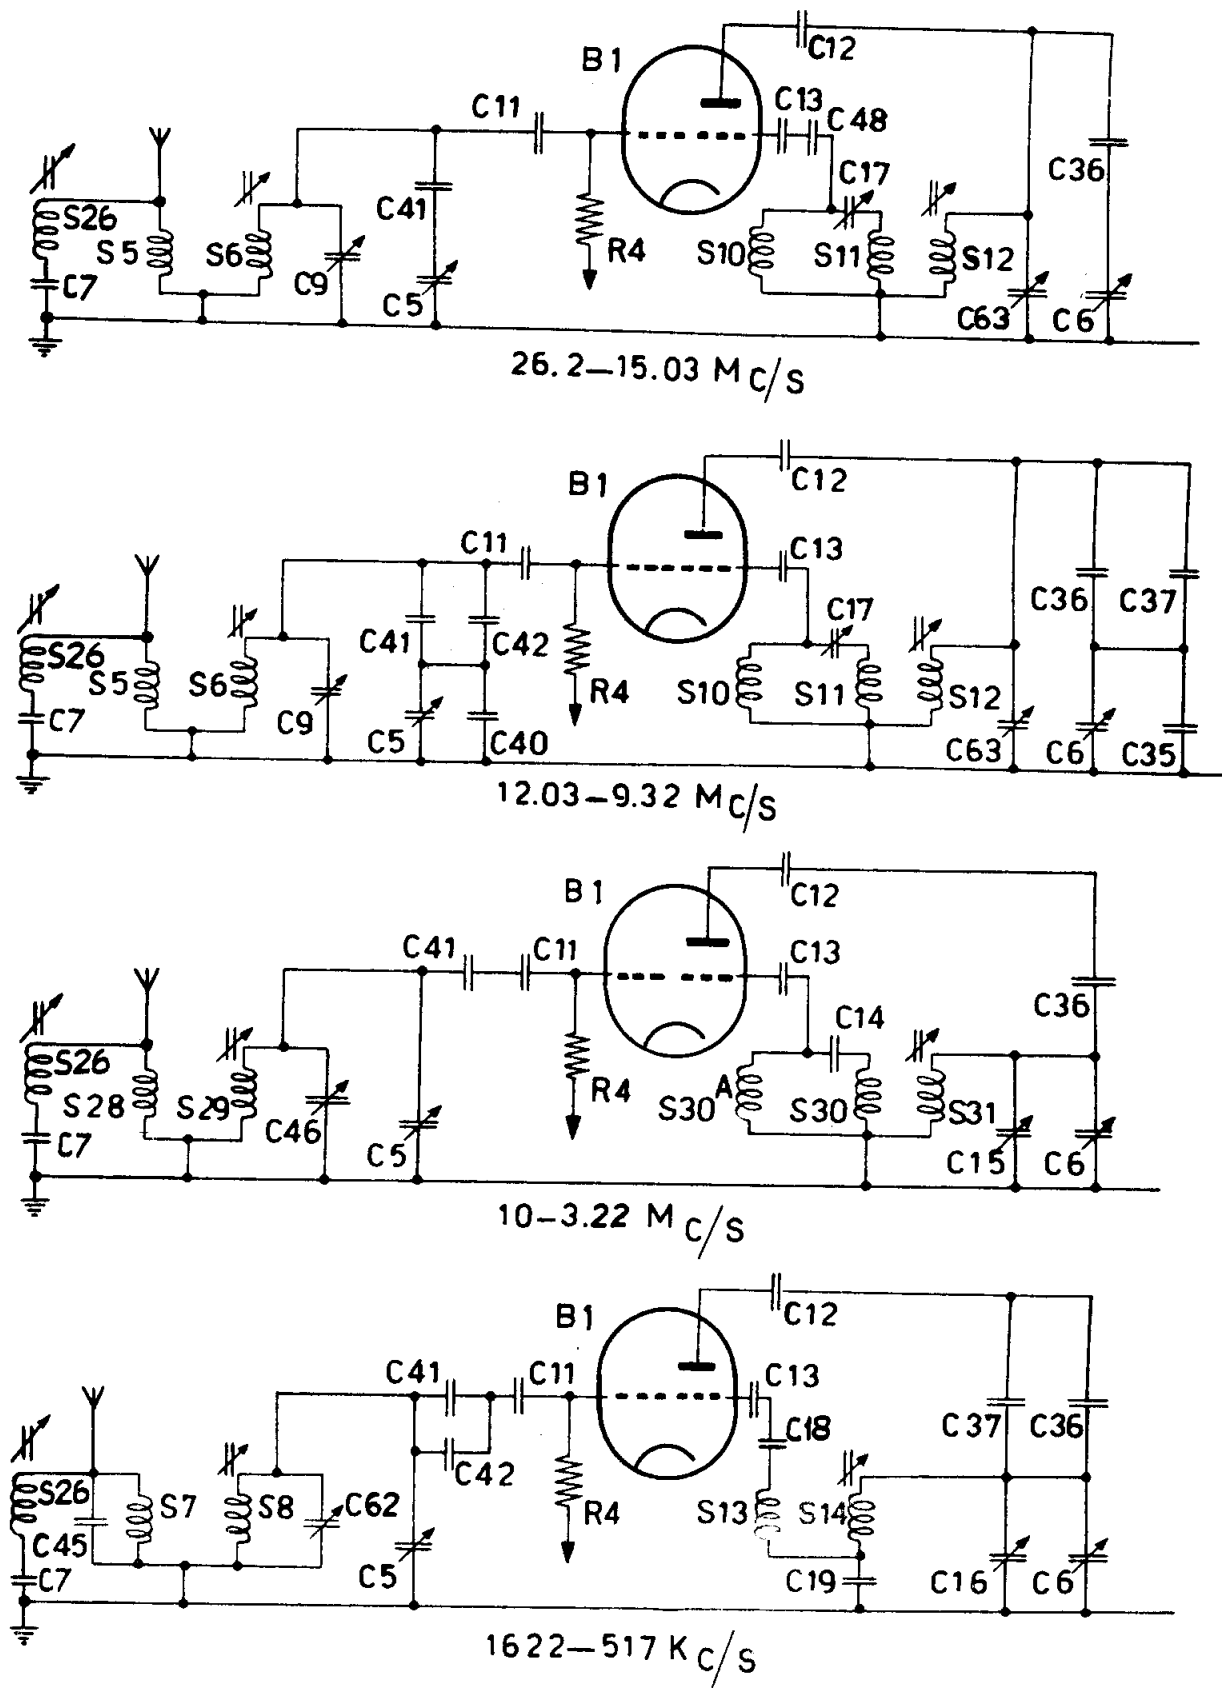 B1
C12
C11
C13
C48
C36
C17
S26
S5
S6
C41
R4
S10
S11
S12
C7
C9
C5
C63
C6
26.2—15.03 MC/S
B1
C12
C11
C13
C36
C37
C17
S26
S5
S6
C41
C42
R4
S10
S11
S12
C7
C9
C5
C40
C63
C6
C35
12.03—9.32 MC/S
B1
C12
C41
C11
C13
C36
C14
S26
S28
S29
R4
S30A
S30
S31
C7
C46
C5
C15
C6
10—3.22 MC/S
B1
C12
C41
C11
C13
C37
C36
C18
C42
S26
S7
S8
C62
R4
S13
S14
C45
C7
C5
C19
C16
C6
1622—517 KC/S